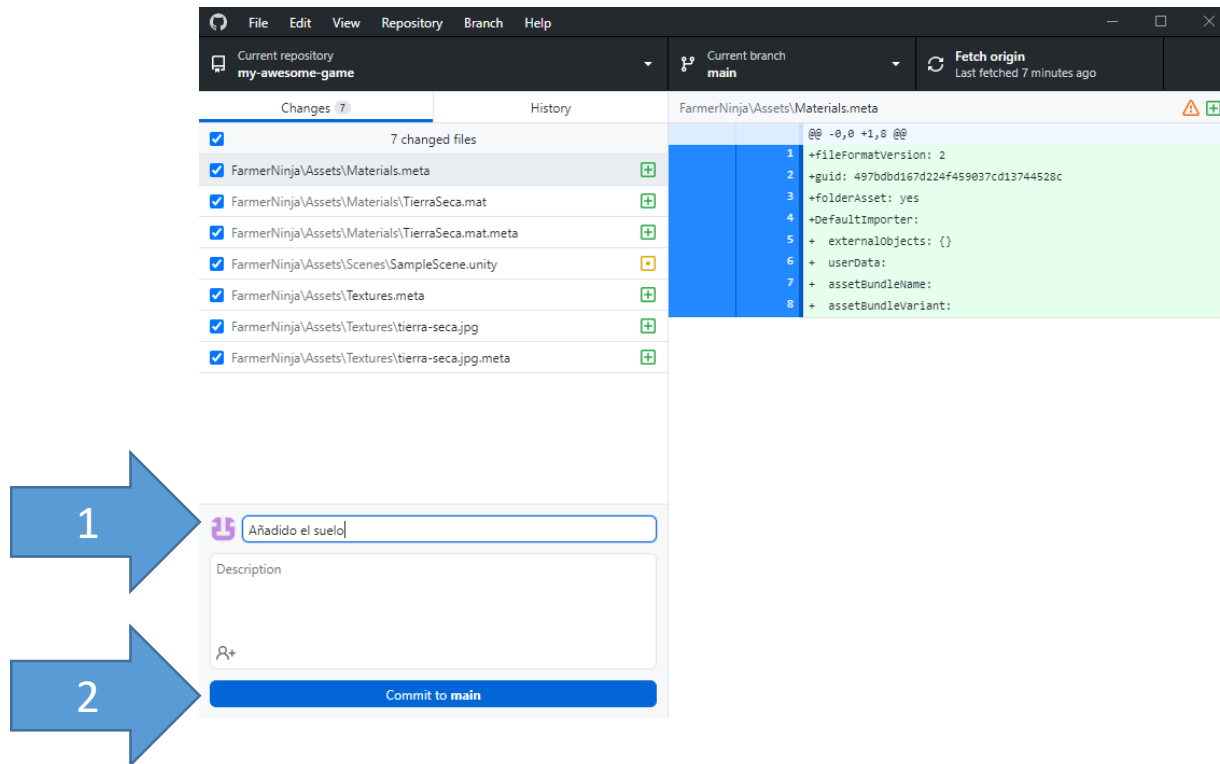 File Edit View Repository Branch Help
Current repository
my-awesome-game
Current branch
main
Fetch origin
Last fetched 7 minutes ago
Changes 7
History
7 changed files
FarmerNinja\Assets\Materials.meta
FarmerNinja\Assets\Materials\TierraSeca.mat
FarmerNinja\Assets\Materials\TierraSeca.mat.meta
FarmerNinja\Assets\Scenes\SampleScene.unity
FarmerNinja\Assets\Textures.meta
FarmerNinja\Assets\Textures\tierra-seca.jpg
FarmerNinja\Assets\Textures\tierra-seca.jpg.meta
FarmerNinja\Assets\Materials.meta
@@ -0,0 +1,8 @@
1 +fileFormatVersion: 2
2 +guid: 497bdbd167d224f459037cd13744528c
3 +folderAsset: yes
4 +DefaultImporter:
5 +  externalObjects: {}
6 +  userData:
7 +  assetBundleName:
8 +  assetBundleVariant:
1
Añadido el suelo
Description
2
Commit to main